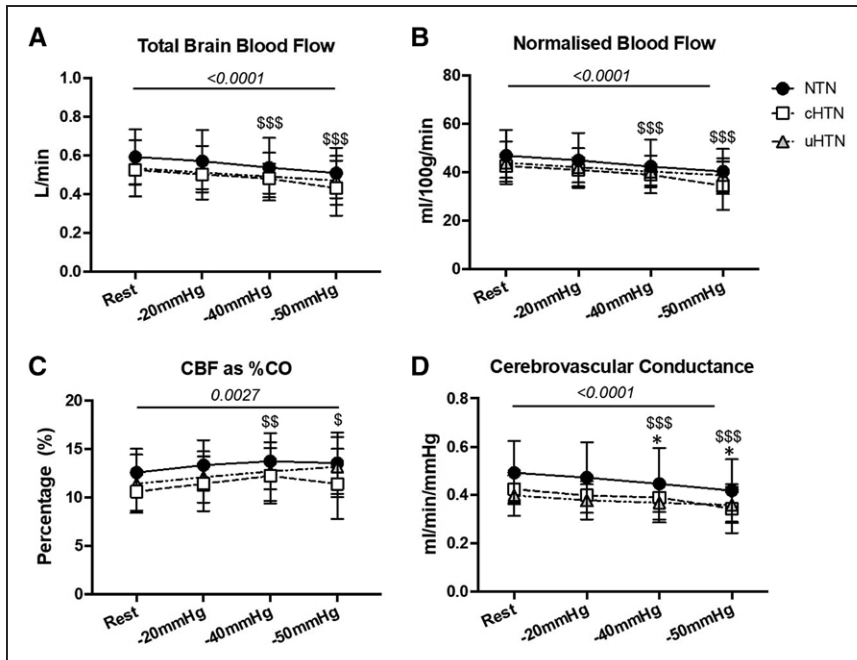 A
Total Brain Blood Flow
<0.0001
$$$
$$$
L/min
1.0
0.8
0.6
0.4
0.2
0.0
Rest
-20mmHg
-40mmHg
-50mmHg
B
Normalised Blood Flow
<0.0001
$$$
$$$
ml/100g/min
80
60
40
20
0
Rest
-20mmHg
-40mmHg
-50mmHg
NTN
cHTN
uHTN
C
CBF as %CO
0.0027
$$
$
Percentage (%)
20
15
10
5
0
Rest
-20mmHg
-40mmHg
-50mmHg
D
Cerebrovascular Conductance
<0.0001
$$$
*
$$$
*
ml/min/mmHg
0.8
0.6
0.4
0.2
0.0
Rest
-20mmHg
-40mmHg
-50mmHg